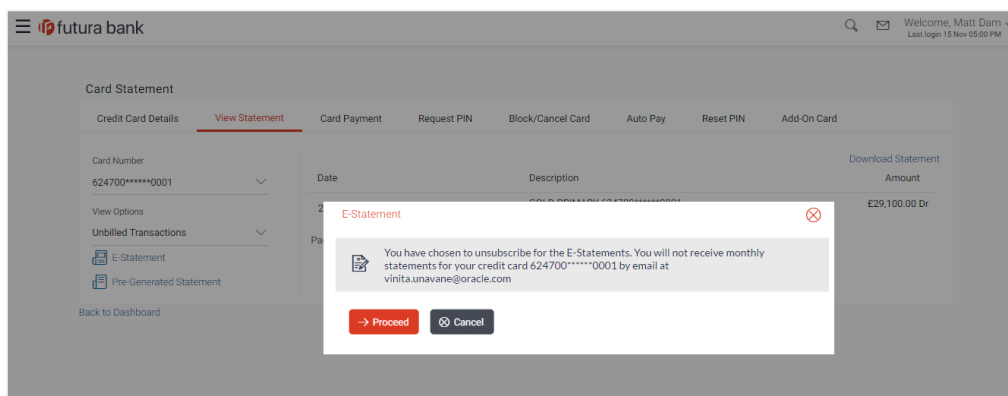 futura bank
Welcome, Matt Dam
Last login 15 Nov 05:00 PM
Card Statement
Credit Card Details
View Statement
Card Payment
Request PIN
Block/Cancel Card
Auto Pay
Reset PIN
Add-On Card
Card Number
624700******0001
View Options
Unbilled Transactions
E-Statement
Pre-Generated Statement
Back to Dashboard
Download Statement
Date Description Amount
2
£29,100.00 Dr
Pa
E-Statement
You have chosen to unsubscribe for the E-Statements. You will not receive monthly
statements for your credit card 624700******0001 by email at
vinita.unavane@oracle.com
Proceed
Cancel